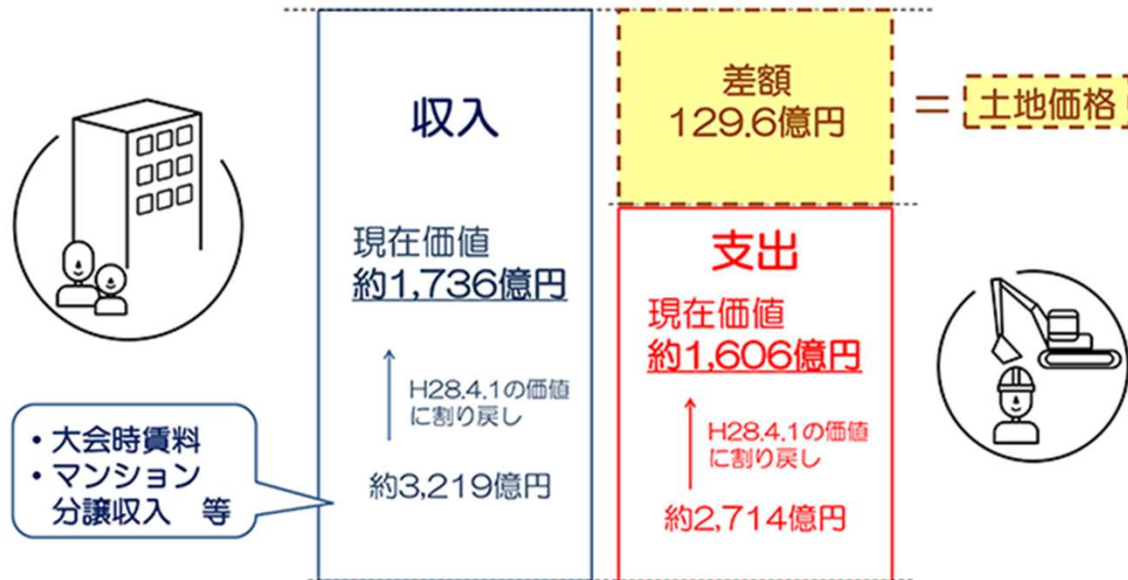 収入
現在価値
約1,736億円
H28.4.1の価値
に割り戻し
約3,219億円
・大会時賃料
・マンション
分譲収入　等
差額
129.6億円
＝ 土地価格
支出
現在価値
約1,606億円
H28.4.1の価値
に割り戻し
約2,714億円